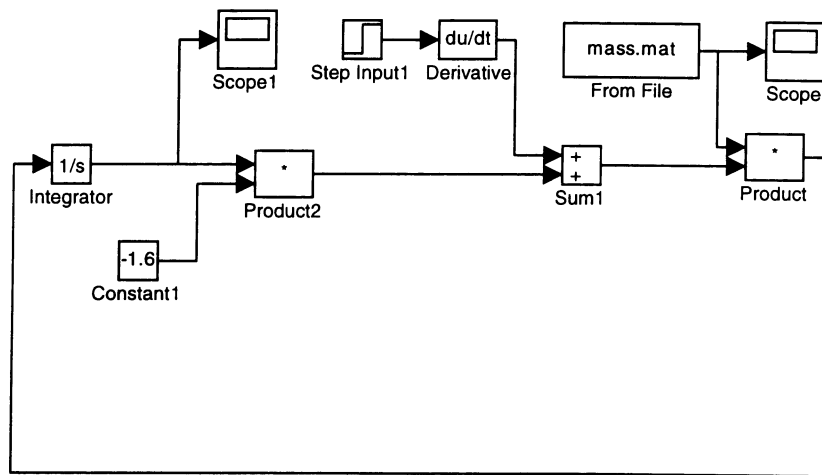 Scope1
Step Input1
du/dt
Derivative
mass.mat
From File
Scope
1/s
Integrator
*
Product2
+
+
Sum1
*
Product
-1.6
Constant1